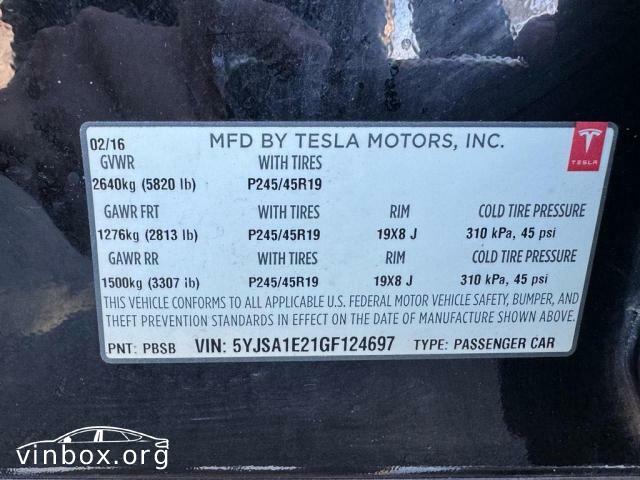 02/16 MFD BY TESLA MOTORS, INC.
TESLA
GVWR WITH TIRES
2640kg (5820 lb) P245/45R19
GAWR FRT WITH TIRES RIM COLD TIRE PRESSURE
1276kg (2813 lb) P245/45R19 19X8 J 310 kPa, 45 psi
GAWR RR WITH TIRES RIM COLD TIRE PRESSURE
1500kg (3307 lb) P245/45R19 19X8 J 310 kPa, 45 psi
THIS VEHICLE CONFORMS TO ALL APPLICABLE U.S. FEDERAL MOTOR VEHICLE SAFETY, BUMPER, AND
THEFT PREVENTION STANDARDS IN EFFECT ON THE DATE OF MANUFACTURE SHOWN ABOVE.
PNT: PBSB VIN: 5YJSA1E21GF124697 TYPE: PASSENGER CAR
vinbox.org